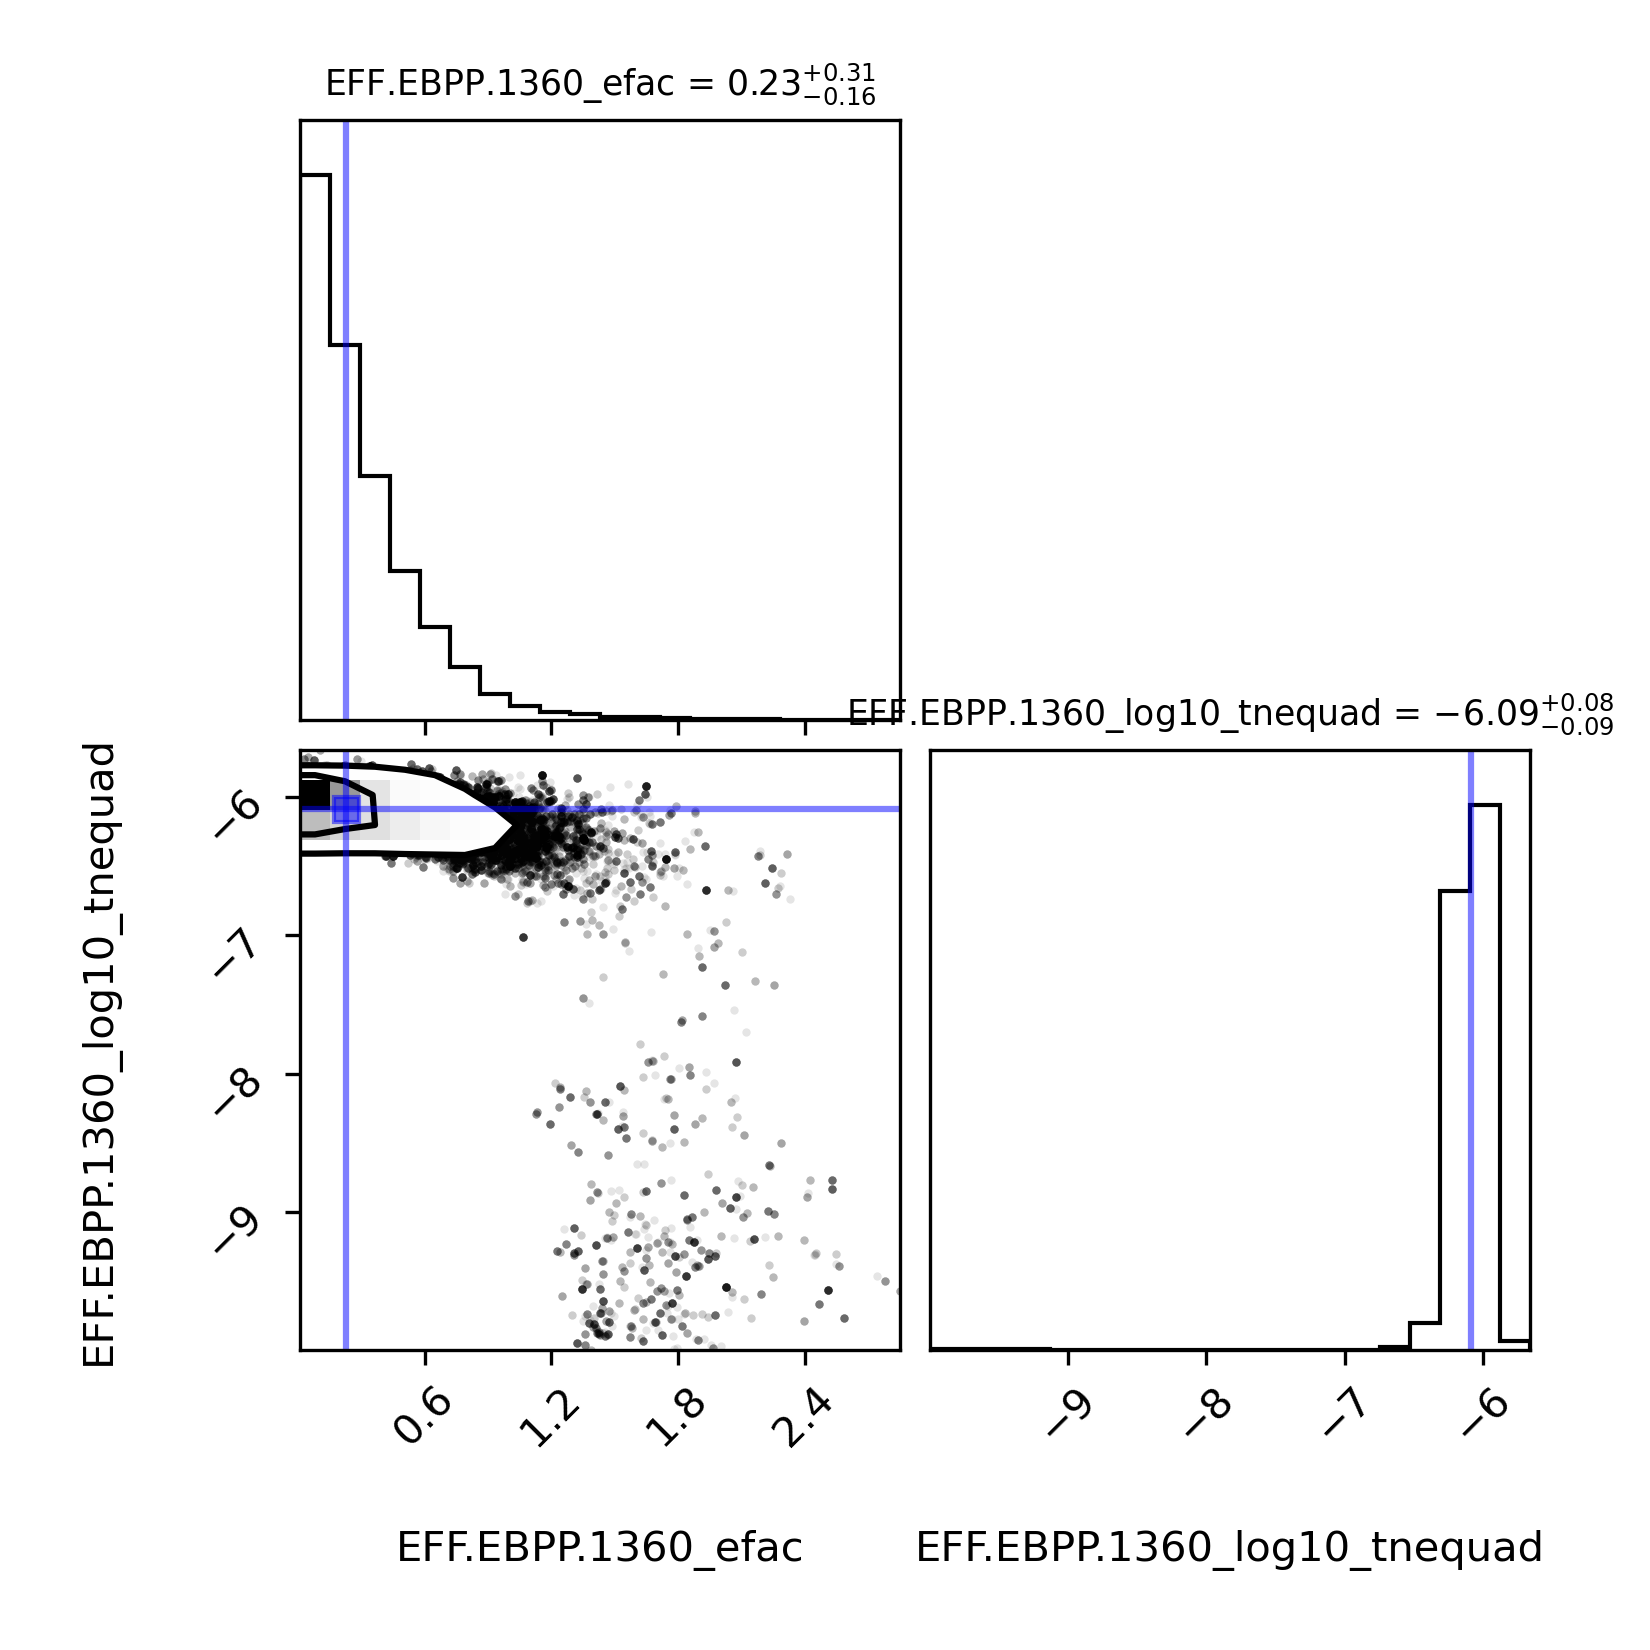 EFF.EBPP.1360_efac = 0.23+0.31−0.16
EFF.EBPP.1360_log10_tnequad = −6.09+0.08−0.09
EFF.EBPP.1360_log10_tnequad
−6
−7
−8
−9
0.6
1.2
1.8
2.4
−9
−8
−7
−6
EFF.EBPP.1360_efac
EFF.EBPP.1360_log10_tnequad